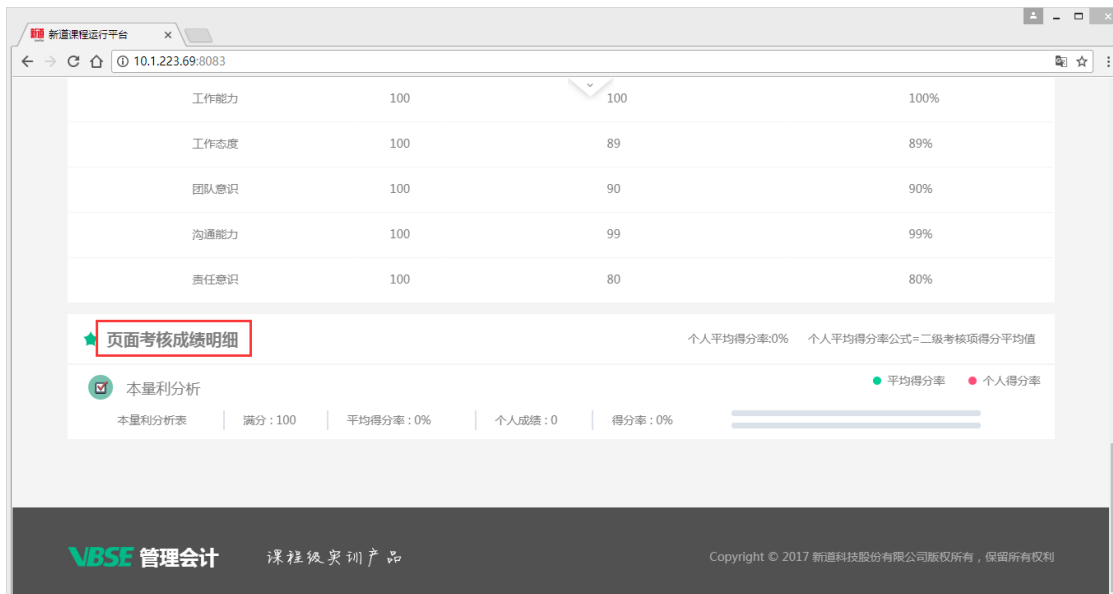 新道课程运行平台
10.1.223.69:8083
工作能力 100 100 100%
工作态度 100 89 89%
团队意识 100 90 90%
沟通能力 100 99 99%
责任意识 100 80 80%
页面考核成绩明细 个人平均得分率:0% 个人平均得分率公式=二级考核项得分平均值
本量利分析 平均得分率 个人得分率
本量利分析表 满分:100 平均得分率:0% 个人成绩:0 得分率:0%
VBSE 管理会计 课程级实训产品 Copyright © 2017 新道科技股份有限公司版权所有,保留所有权利